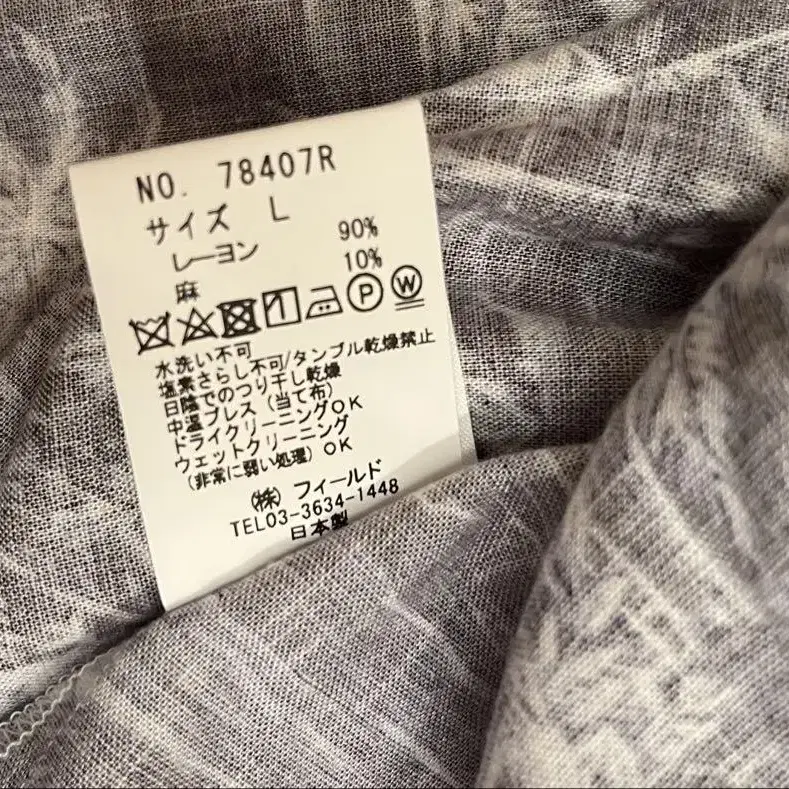 NO. 78407R
サイズ L
レーヨン 90%
麻 10%
P W
水洗い不可
塩素さらし不可/タンブル乾燥禁止
日陰でのつり干し乾燥
中温プレス（当て布）
ドライクリーニングOK
ウェットクリーニング
（非常に弱い処理）OK
㈱ フィールド
TEL03-3634-1448
日本製